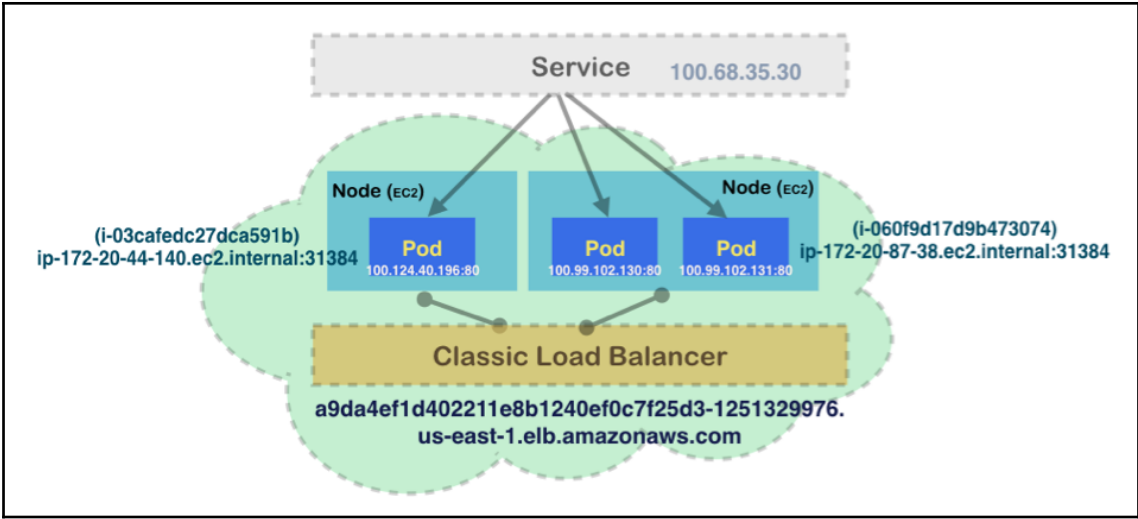 Service 100.68.35.30
Node (EC2)
Node (EC2)
(i-03cafedc27dca591b)
ip-172-20-44-140.ec2.internal:31384
Pod
100.124.40.196:80
Pod
100.99.102.130:80
Pod
100.99.102.131:80
(i-060f9d17d9b473074)
ip-172-20-87-38.ec2.internal:31384
Classic Load Balancer
a9da4ef1d402211e8b1240ef0c7f25d3-1251329976.
us-east-1.elb.amazonaws.com